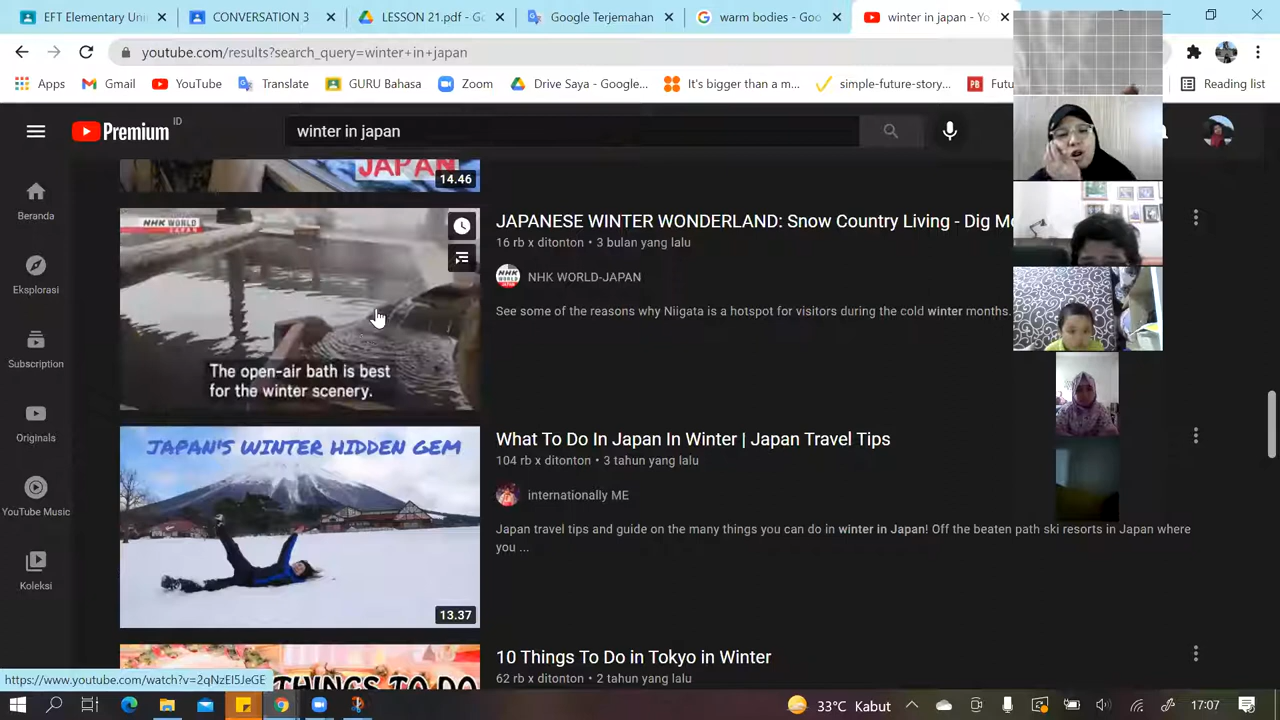 EFT Elementary Uni
CONVERSATION 3
LESSON 21.pdf - G
Google Terjemahan
warm bodies - Goo
winter in japan - Yo
youtube.com/results?search_query=winter+in+japan
Apps
Gmail
YouTube
Translate
GURU Bahasa
Zoom
Drive Saya - Google...
It's bigger than a m...
simple-future-story...
PB
Futu
Reading list
Premium ID
winter in japan
Beranda
Eksplorasi
Subscription
Originals
YouTube Music
Koleksi
JAPAN
14.46
NHK WORLD
JAPAN
The open-air bath is best
for the winter scenery.
JAPANESE WINTER WONDERLAND: Snow Country Living - Dig Mo
16 rb x ditonton • 3 bulan yang lalu
NHK WORLD-JAPAN
See some of the reasons why Niigata is a hotspot for visitors during the cold winter months.
JAPAN'S WINTER HIDDEN GEM
13.37
What To Do In Japan In Winter | Japan Travel Tips
104 rb x ditonton • 3 tahun yang lalu
internationally ME
Japan travel tips and guide on the many things you can do in winter in Japan! Off the beaten path ski resorts in Japan where
you ...
THINGS TO DO
10 Things To Do in Tokyo in Winter
62 rb x ditonton • 2 tahun yang lalu
https://www.youtube.com/watch?v=2qNzEI5JeGE
33°C Kabut
17:07